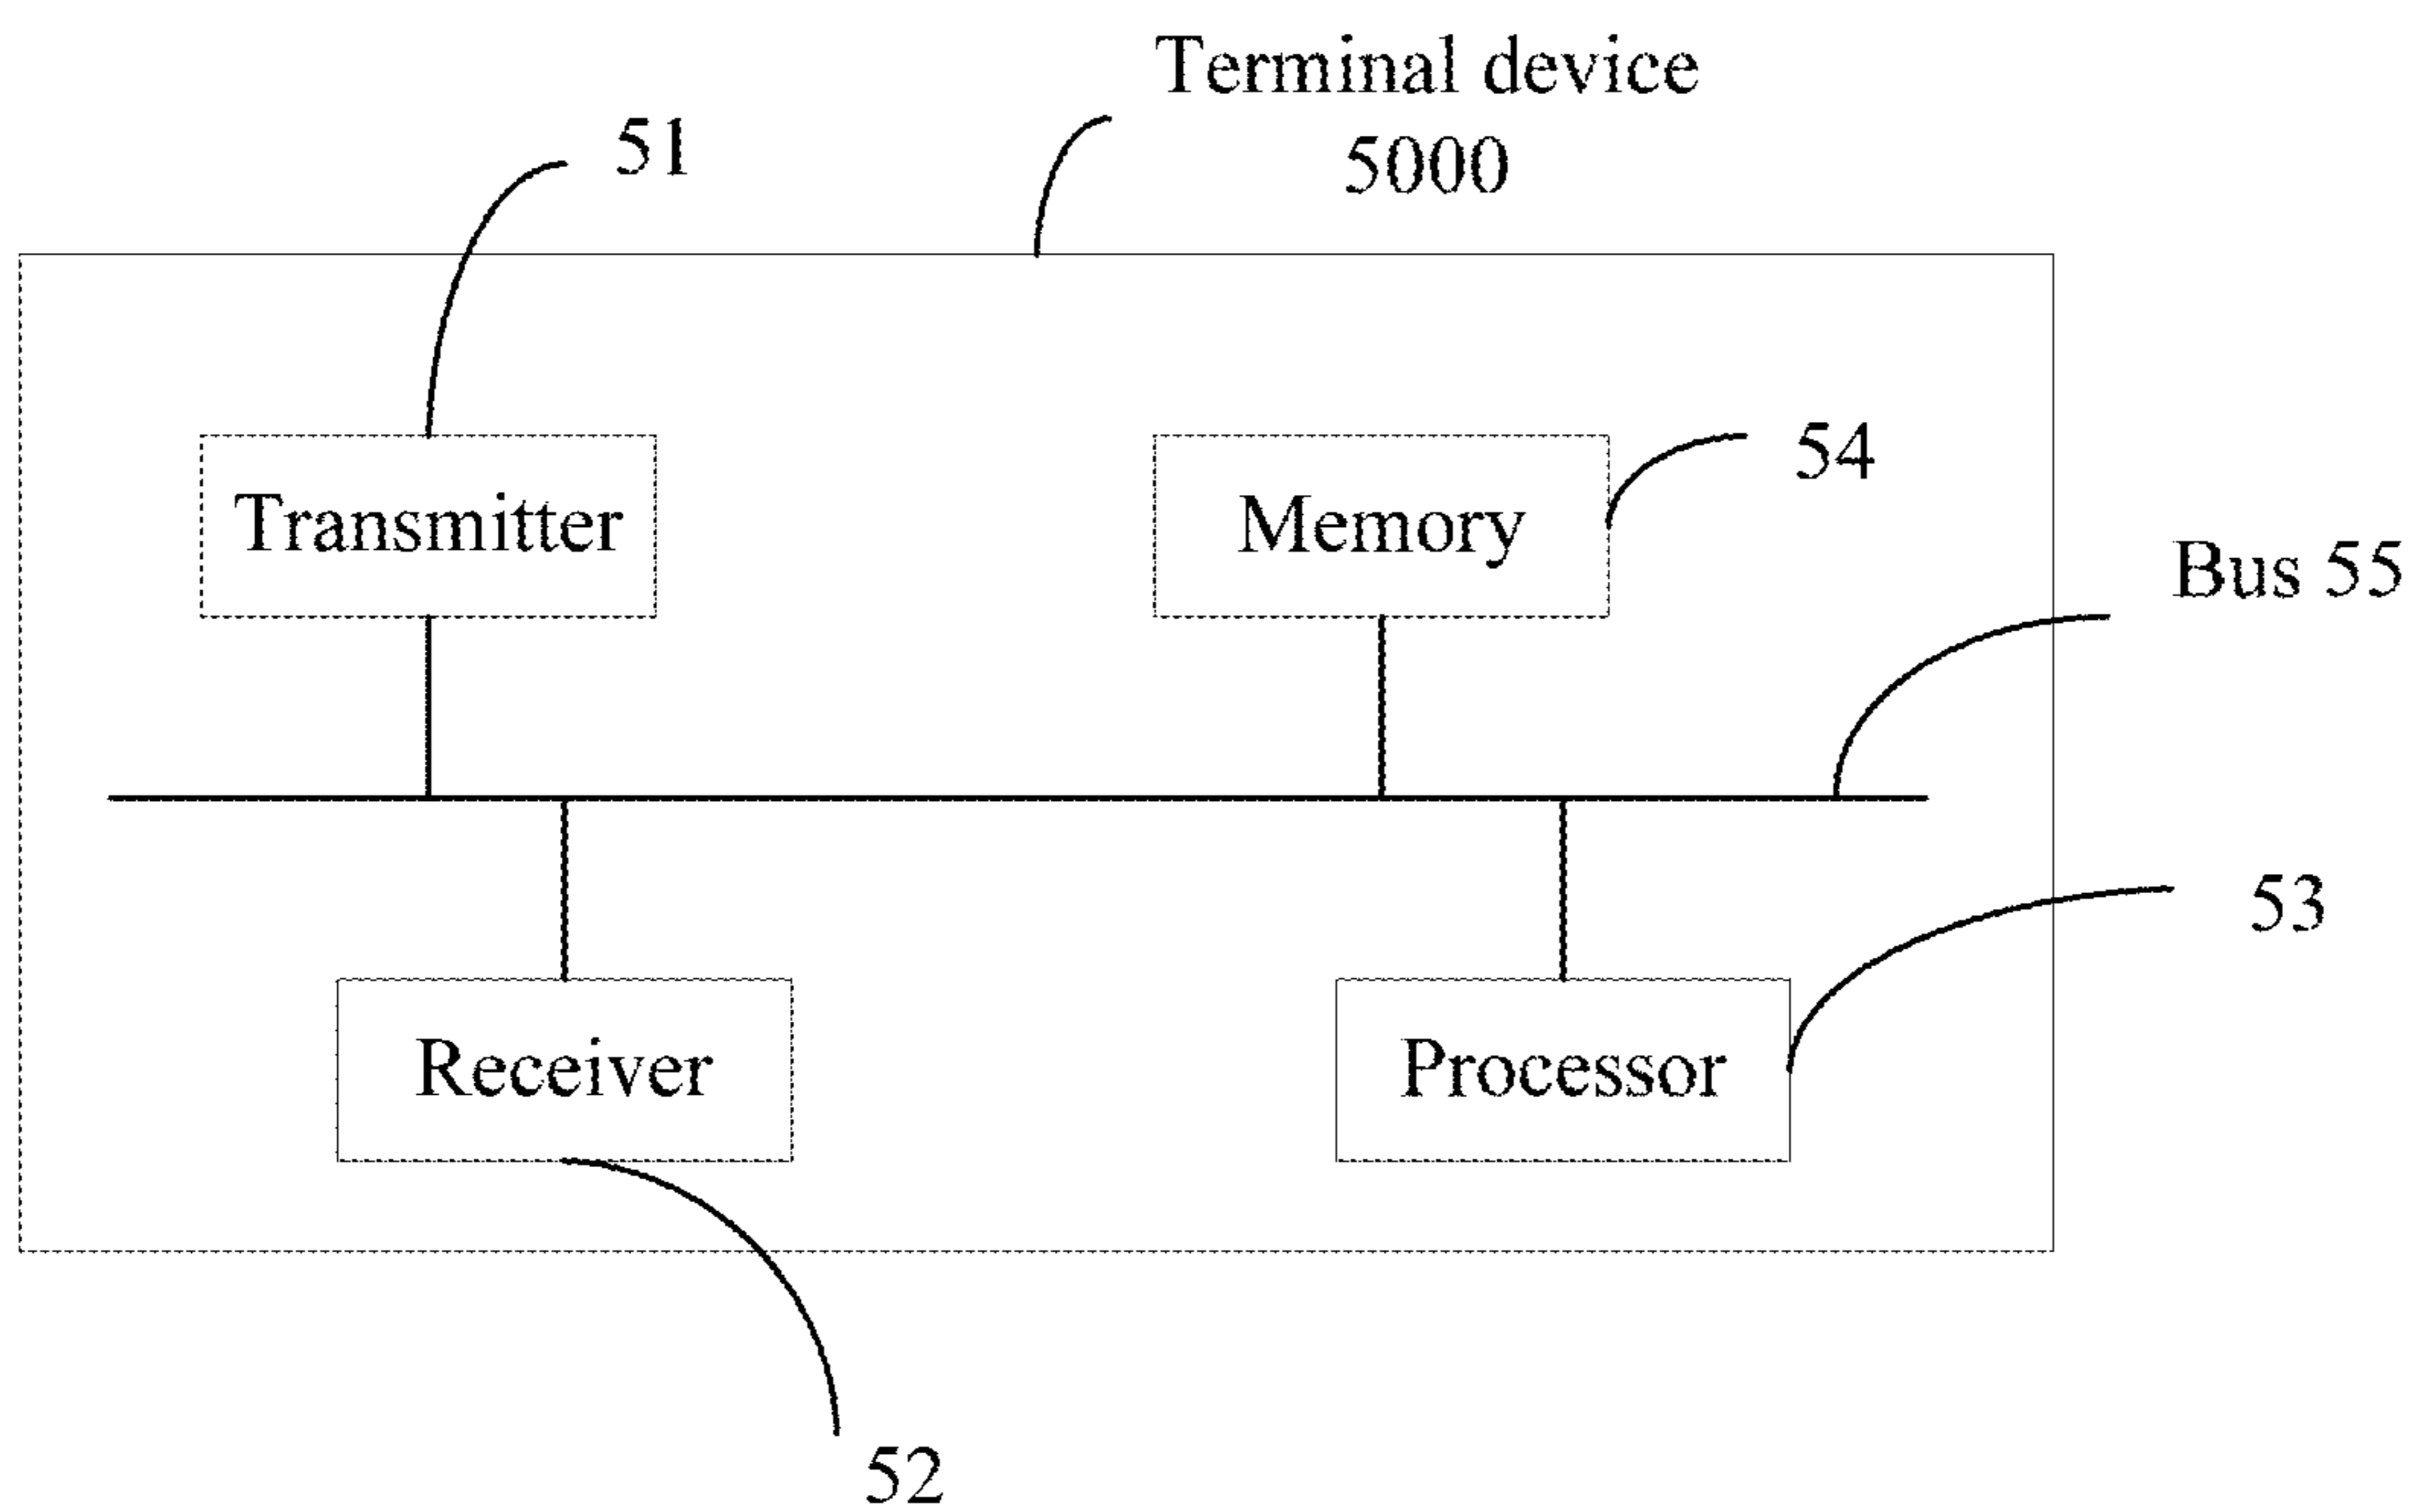 Terminal device
5000
51
Transmitter
Memory
54
Bus 55
53
Receiver
Processor
52